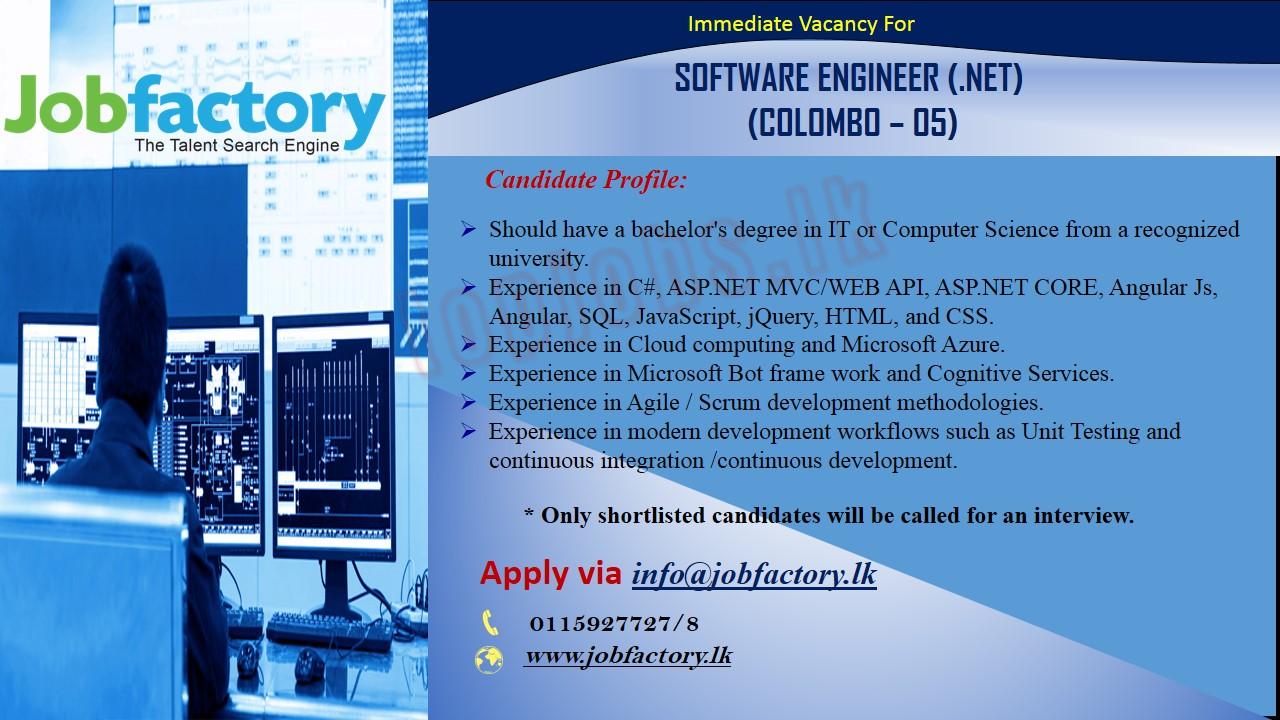 Jobfactory
The Talent Search Engine
Immediate Vacancy For
SOFTWARE ENGINEER (.NET)
(COLOMBO – 05)
Candidate Profile:
➢ Should have a bachelor's degree in IT or Computer Science from a recognized
university.
➢ Experience in C#, ASP.NET MVC/WEB API, ASP.NET CORE, Angular Js,
Angular, SQL, JavaScript, jQuery, HTML, and CSS.
➢ Experience in Cloud computing and Microsoft Azure.
➢ Experience in Microsoft Bot frame work and Cognitive Services.
➢ Experience in Agile / Scrum development methodologies.
➢ Experience in modern development workflows such as Unit Testing and
continuous integration /continuous development.
* Only shortlisted candidates will be called for an interview.
Apply via info@jobfactory.lk
0115927727/8
www.jobfactory.lk
topjobs.lk